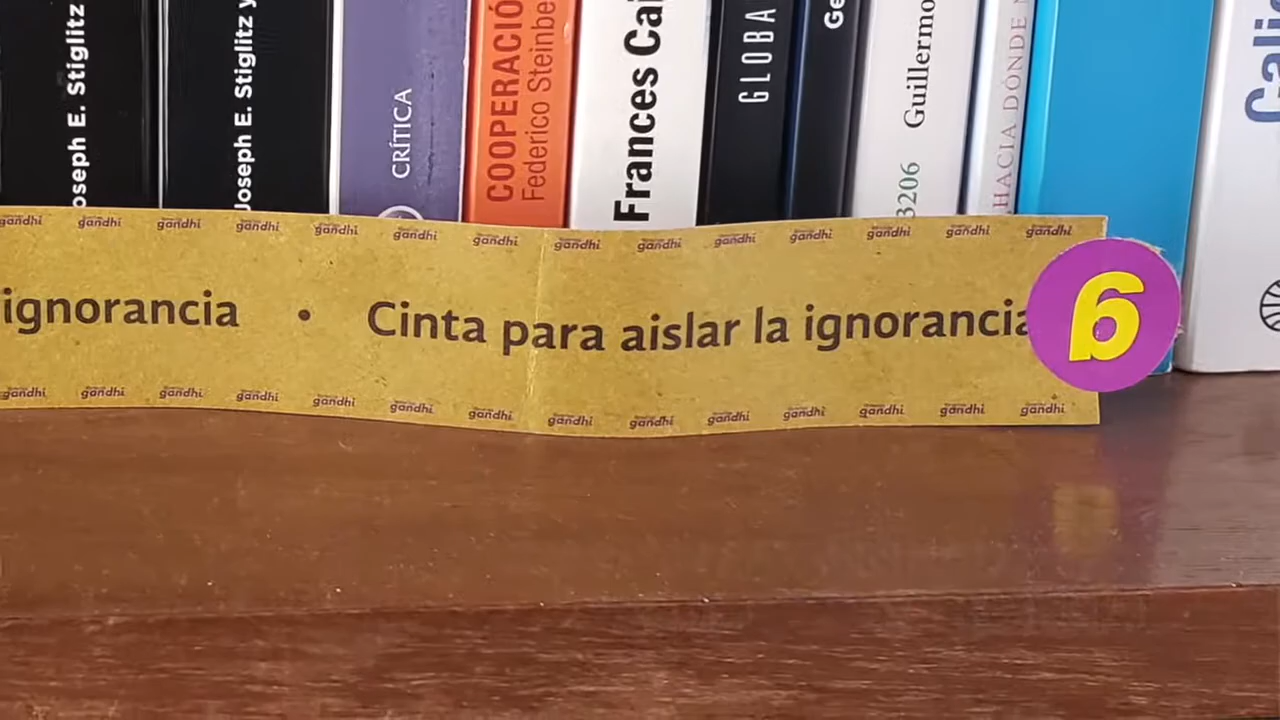 Joseph E. Stiglitz
Joseph E. Stiglitz y
CRÍTICA
COOPERACIÓ
Federico Steinbe
Frances Cai
GLOBA
Ge
Guillermo
3206
HACIA DÓNDE
gandhi gandhi gandhi gandhi gandhi gandhi gandhi gandhi gandhi gandhi gandhi gandhi gandhi gandhi
ignorancia • Cinta para aislar la ignorancia
gandhi gandhi gandhi gandhi gandhi gandhi gandhi gandhi gandhi gandhi gandhi gandhi gandhi gandhi